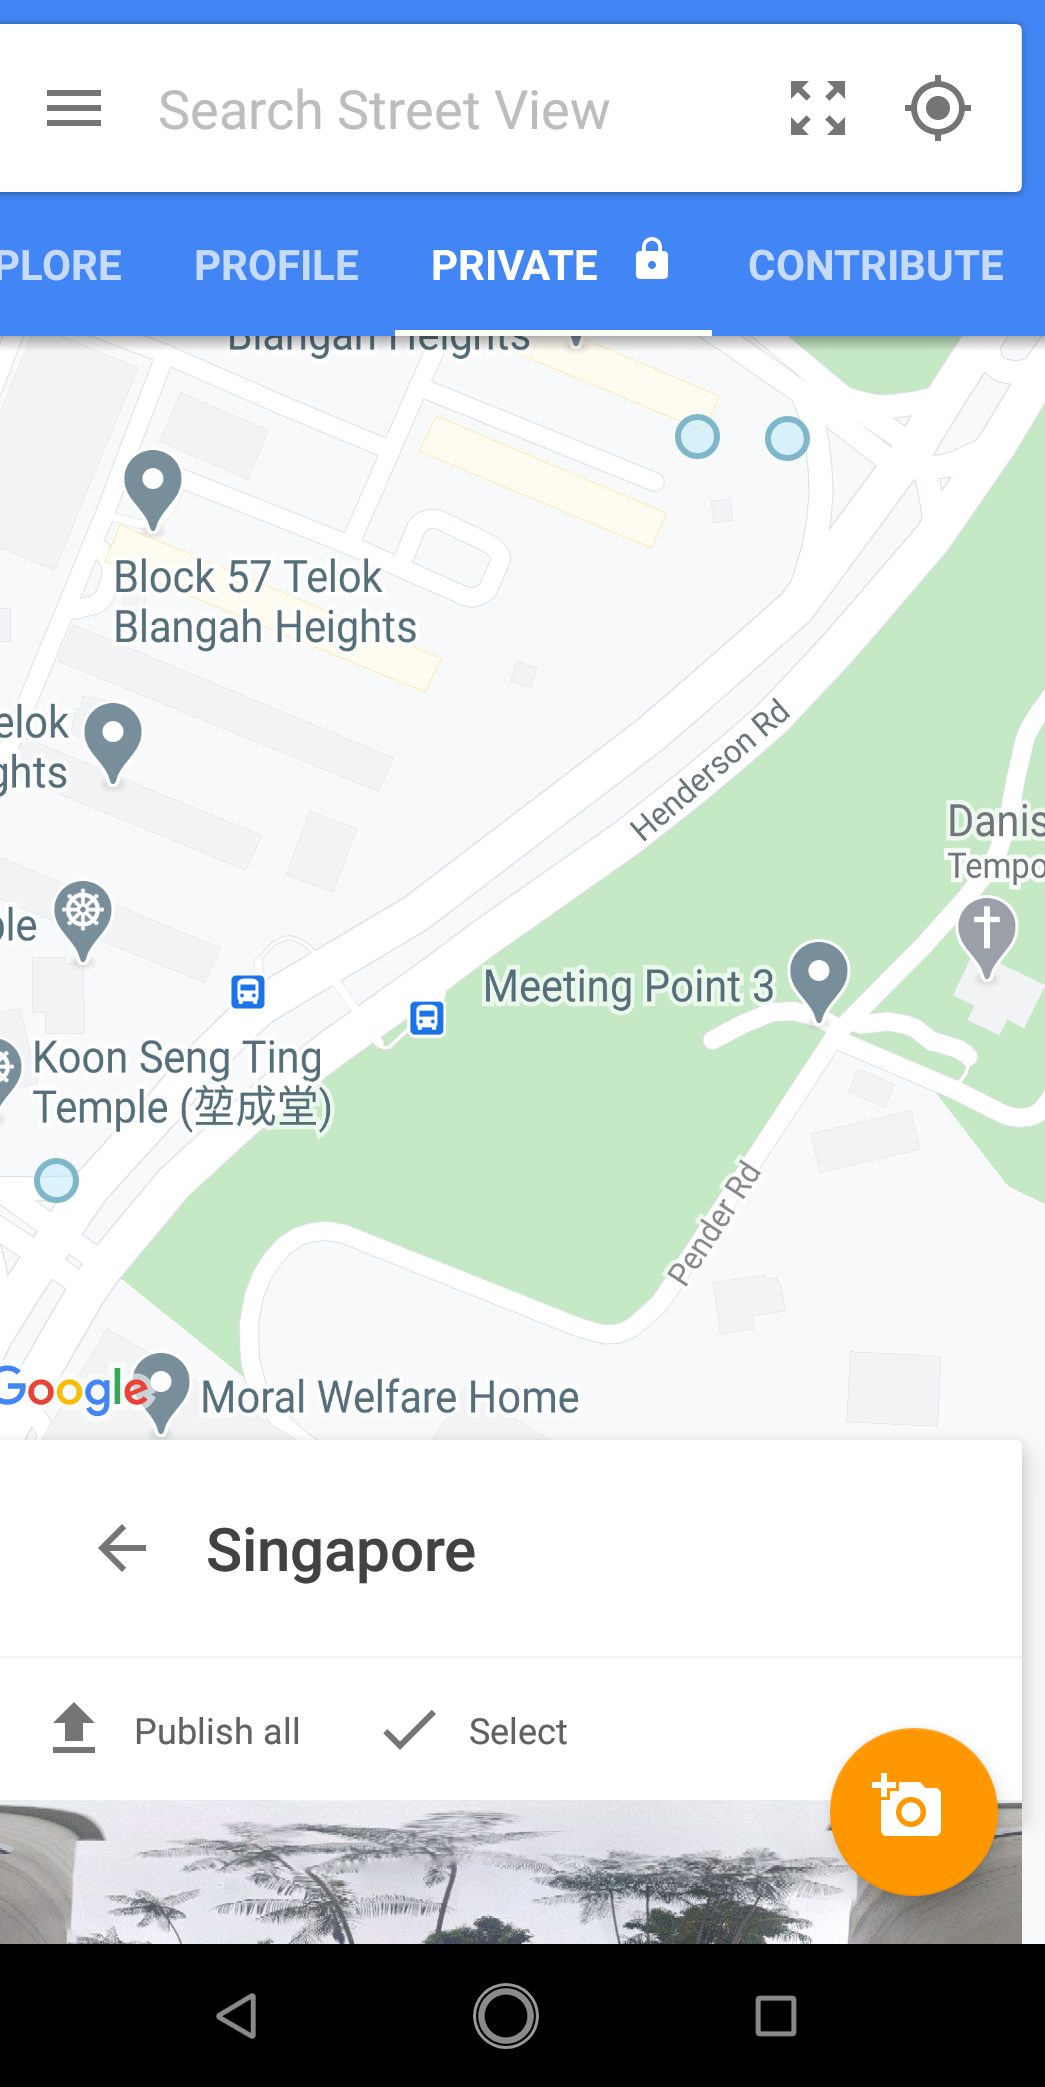 Search Street View
PLORE
PROFILE
PRIVATE
CONTRIBUTE
Blangah Heights
Block 57 Telok
Blangah Heights
elok
ghts
Henderson Rd
Danis
Tempo
ple
Meeting Point 3
Koon Seng Ting
Temple (堃成堂)
Pender Rd
Google
Moral Welfare Home
Singapore
Publish all
Select